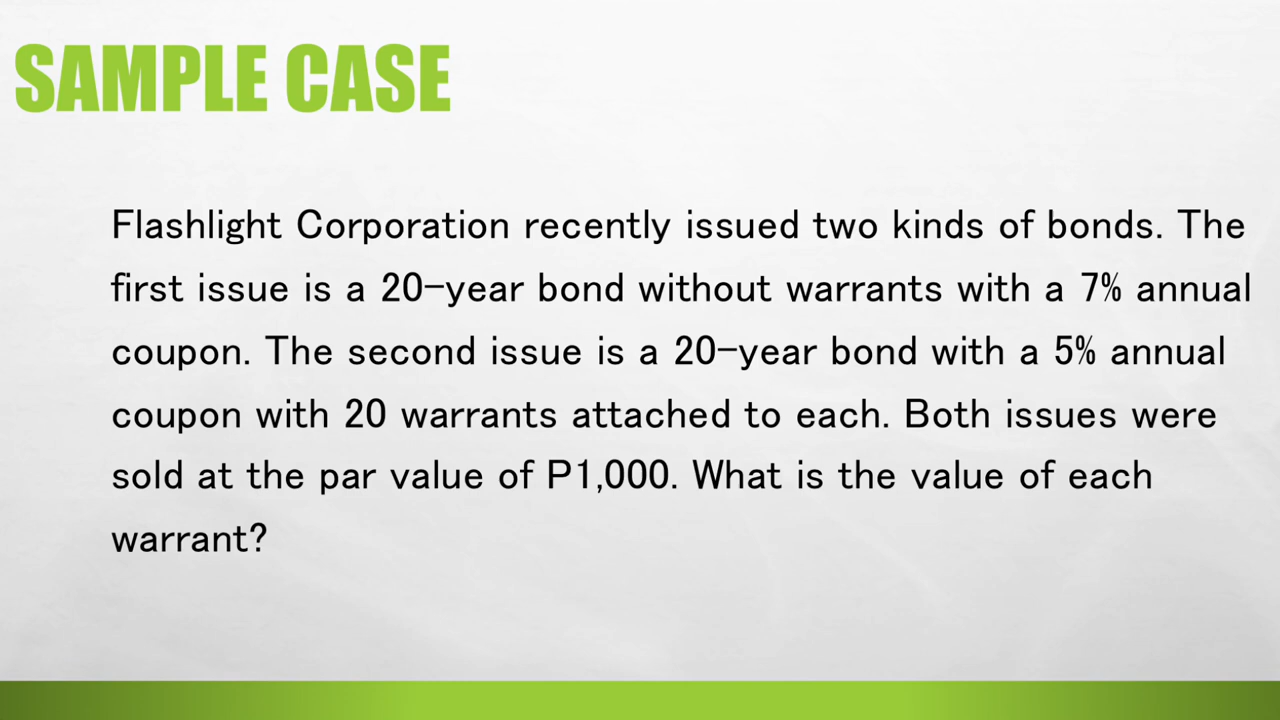 SAMPLE CASE
Flashlight Corporation recently issued two kinds of bonds. The
first issue is a 20-year bond without warrants with a 7% annual
coupon. The second issue is a 20-year bond with a 5% annual
coupon with 20 warrants attached to each. Both issues were
sold at the par value of P1,000. What is the value of each
warrant?